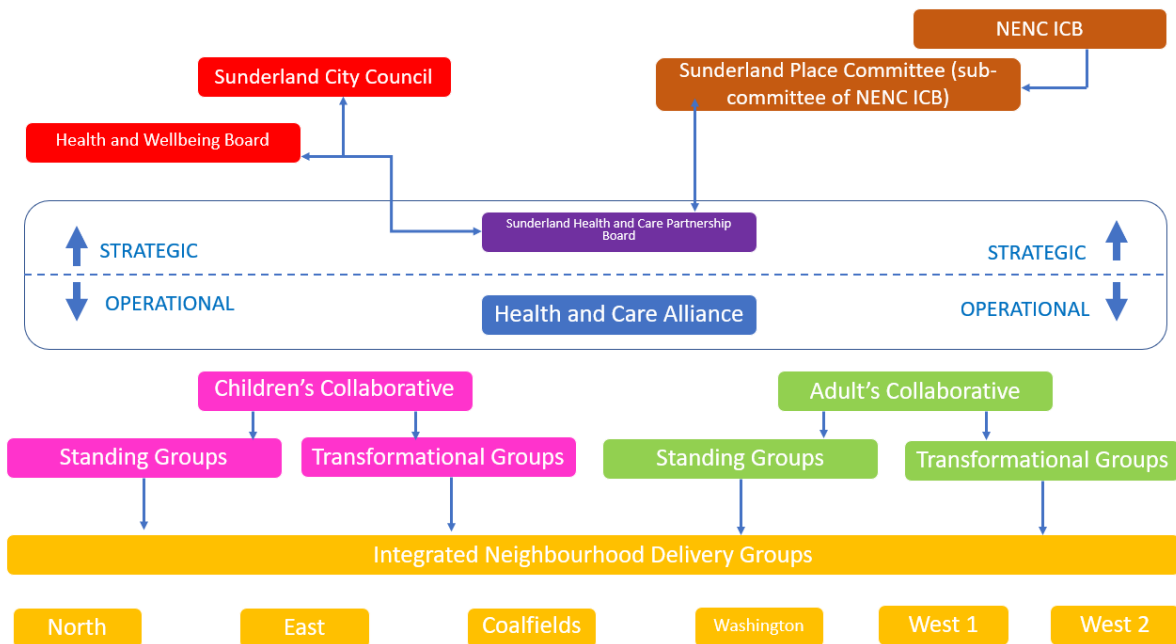 NENC ICB
Sunderland City Council
Sunderland Place Committee (sub-
committee of NENC ICB)
Health and Wellbeing Board
Sunderland Health and Care Partnership
Board
STRATEGIC
STRATEGIC
OPERATIONAL
Health and Care Alliance
OPERATIONAL
Children’s Collaborative
Adult’s Collaborative
Standing Groups
Transformational Groups
Standing Groups
Transformational Groups
Integrated Neighbourhood Delivery Groups
North
East
Coalfields
Washington
West 1
West 2